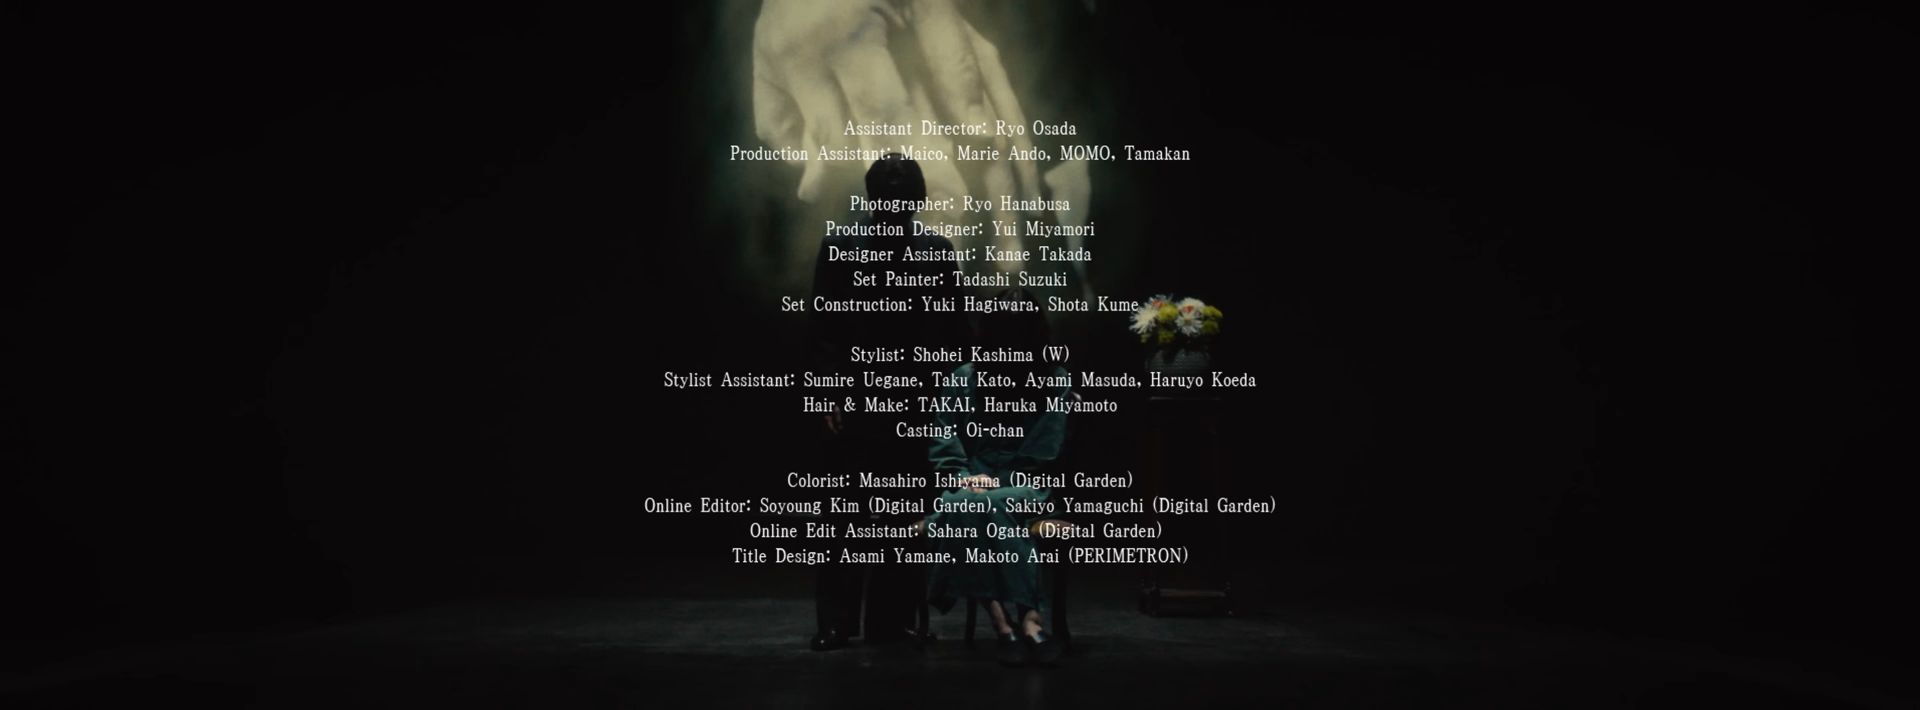 Assistant Director: Ryo Osada
Production Assistant: Maico, Marie Ando, MOMO, Tamakan
Photographer: Ryo Hanabusa
Production Designer: Yui Miyamori
Designer Assistant: Kanae Takada
Set Painter: Tadashi Suzuki
Set Construction: Yuki Hagiwara, Shota Kume
Stylist: Shohei Kashima (W)
Stylist Assistant: Sumire Uegane, Taku Kato, Ayami Masuda, Haruyo Koeda
Hair & Make: TAKAI, Haruka Miyamoto
Casting: Oi-chan
Colorist: Masahiro Ishiyama (Digital Garden)
Online Editor: Soyoung Kim (Digital Garden), Sakiyo Yamaguchi (Digital Garden)
Online Edit Assistant: Sahara Ogata (Digital Garden)
Title Design: Asami Yamane, Makoto Arai (PERIMETRON)